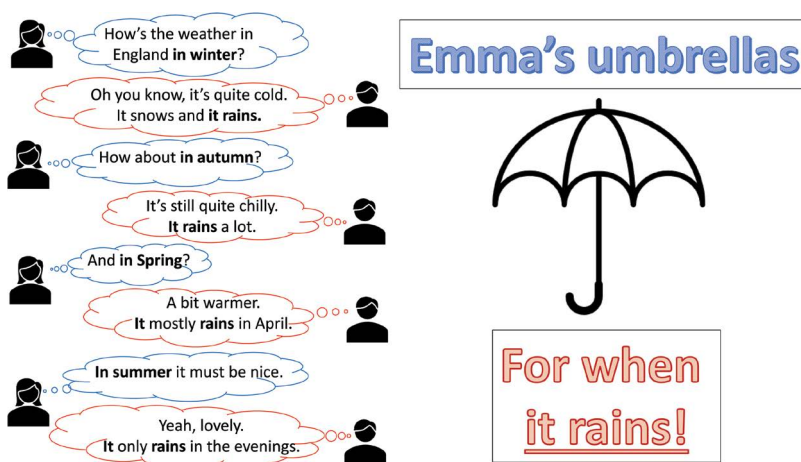 How's the weather in
England in winter?
Oh you know, it's quite cold.
It snows and it rains.
How about in autumn?
It's still quite chilly.
It rains a lot.
And in Spring?
A bit warmer.
It mostly rains in April.
In summer it must be nice.
Yeah, lovely.
It only rains in the evenings.
Emma's umbrellas
For when
it rains!